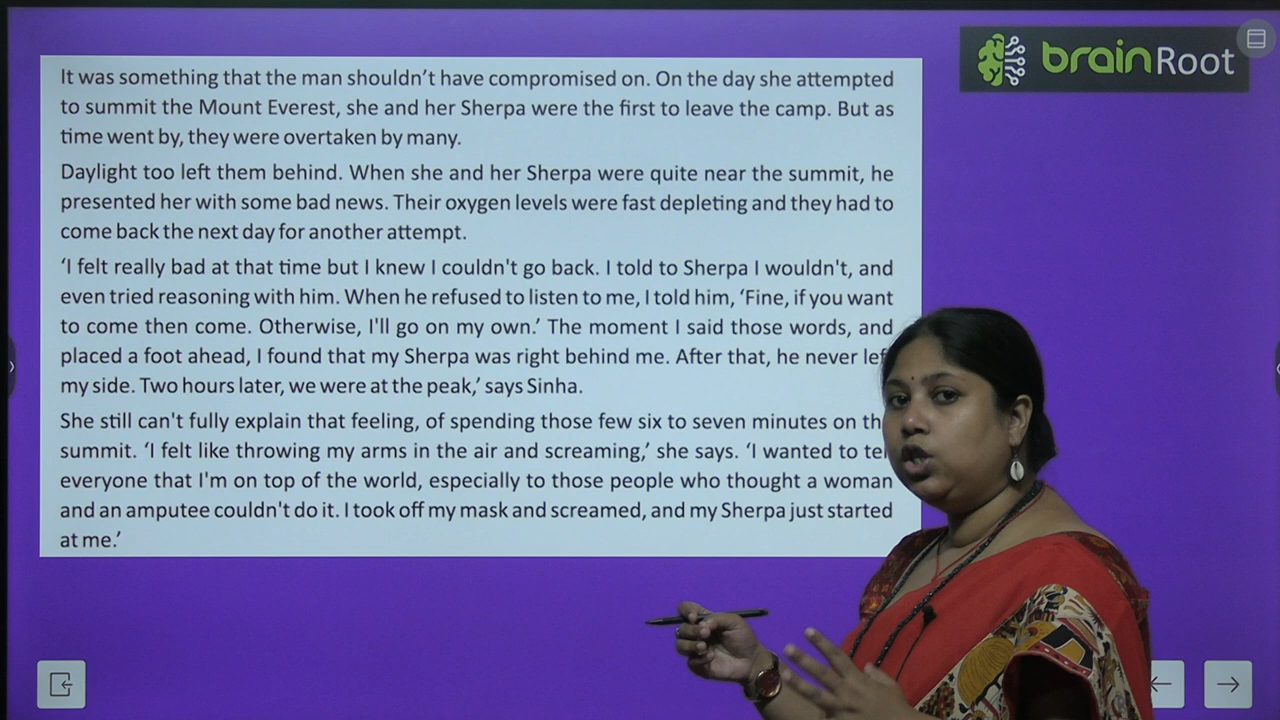 brainRoot
It was something that the man shouldn't have compromised on. On the day she attempted
to summit the Mount Everest, she and her Sherpa were the first to leave the camp. But as
time went by, they were overtaken by many.
Daylight too left them behind. When she and her Sherpa were quite near the summit, he
presented her with some bad news. Their oxygen levels were fast depleting and they had to
come back the next day for another attempt.
‘I felt really bad at that time but I knew I couldn't go back. I told to Sherpa I wouldn't, and
even tried reasoning with him. When he refused to listen to me, I told him, ‘Fine, if you want
to come then come. Otherwise, I'll go on my own.’ The moment I said those words, and
placed a foot ahead, I found that my Sherpa was right behind me. After that, he never lef
my side. Two hours later, we were at the peak,’ says Sinha.
She still can't fully explain that feeling, of spending those few six to seven minutes on th
summit. ‘I felt like throwing my arms in the air and screaming,’ she says. ‘I wanted to tel
everyone that I'm on top of the world, especially to those people who thought a woman
and an amputee couldn't do it. I took off my mask and screamed, and my Sherpa just started
at me.’